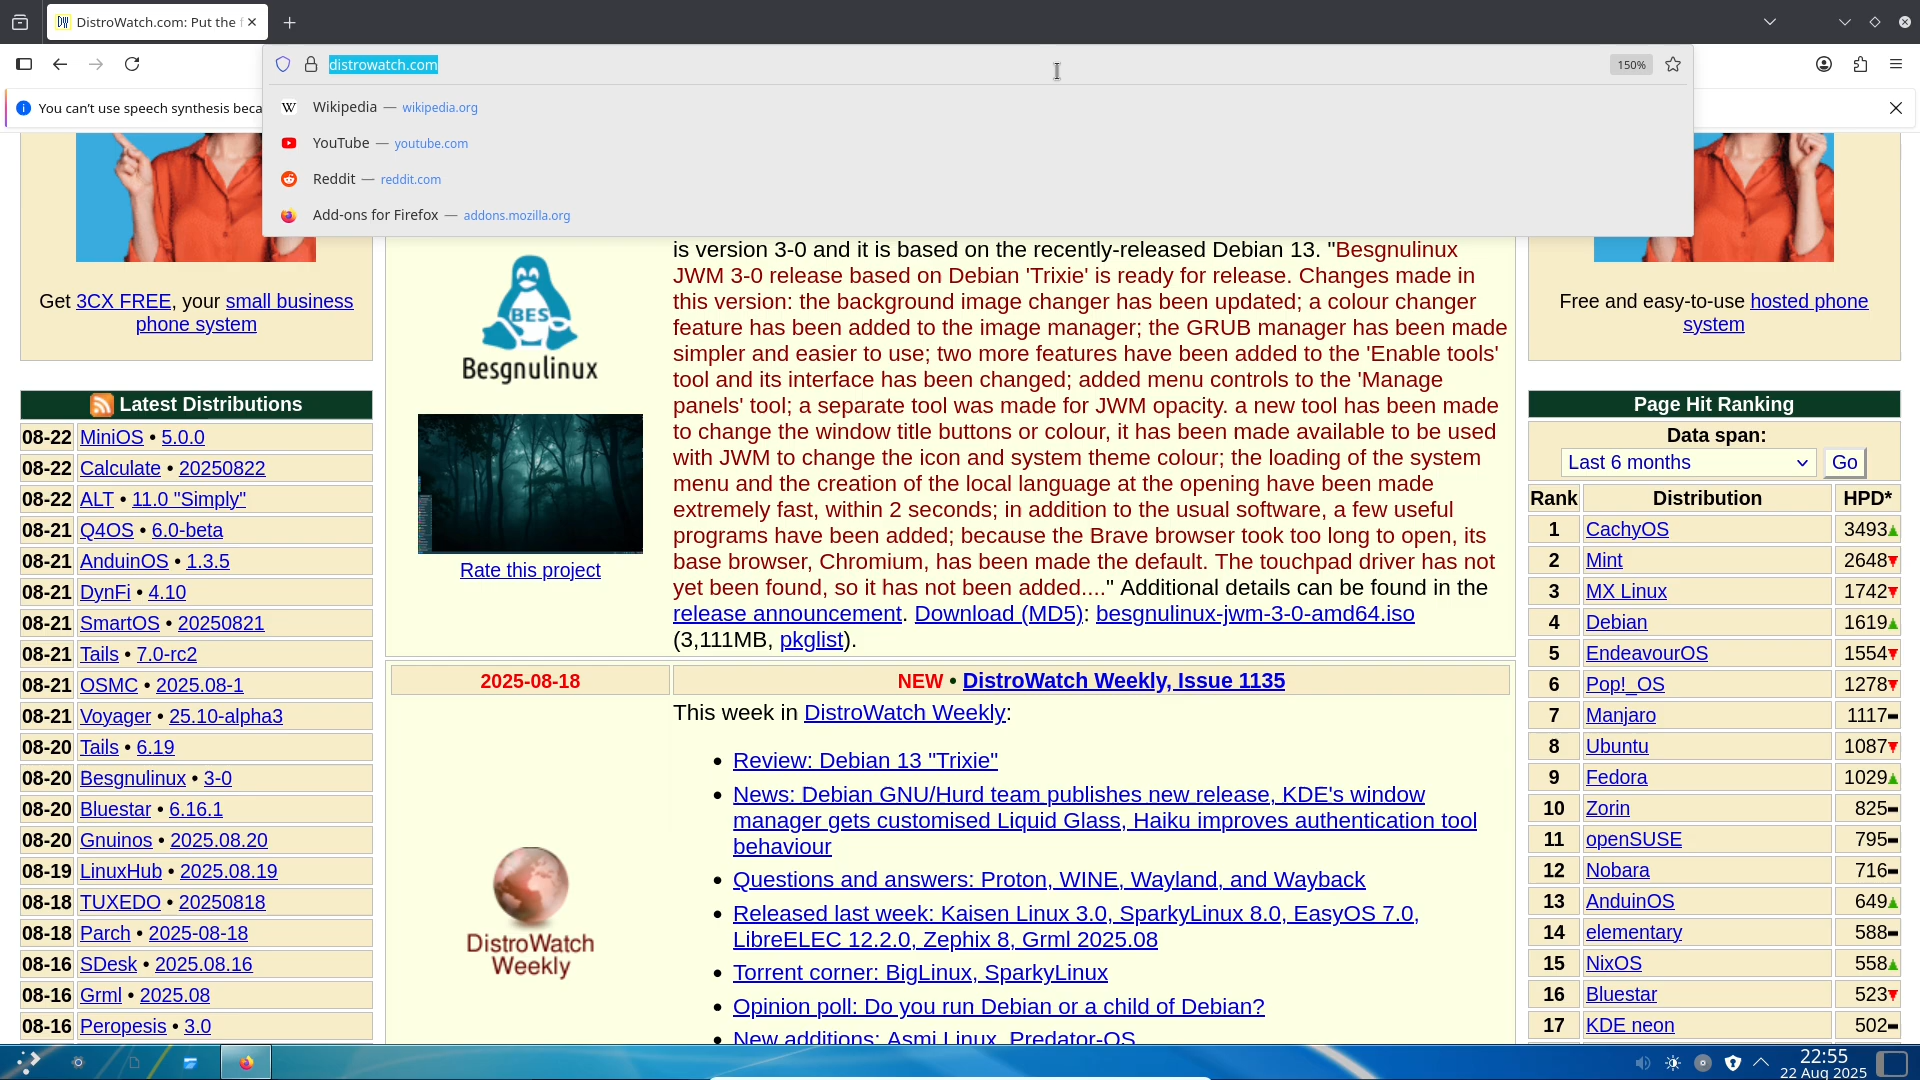 DistroWatch.com: Put the f
distrowatch.com
150%
You can't use speech synthesis beca
Wikipedia — wikipedia.org
YouTube — youtube.com
Reddit — reddit.com
Add-ons for Firefox — addons.mozilla.org
Get 3CX FREE, your small business
phone system
Latest Distributions
08-22 MiniOS • 5.0.0
08-22 Calculate • 20250822
08-22 ALT • 11.0 "Simply"
08-21 Q4OS • 6.0-beta
08-21 AnduinOS • 1.3.5
08-21 DynFi • 4.10
08-21 SmartOS • 20250821
08-21 Tails • 7.0-rc2
08-21 OSMC • 2025.08-1
08-21 Voyager • 25.10-alpha3
08-20 Tails • 6.19
08-20 Besgnulinux • 3-0
08-20 Bluestar • 6.16.1
08-20 Gnuinos • 2025.08.20
08-19 LinuxHub • 2025.08.19
08-18 TUXEDO • 20250818
08-18 Parch • 2025-08-18
08-16 SDesk • 2025.08.16
08-16 Grml • 2025.08
08-16 Peropesis • 3.0
BES
Besgnulinux
Rate this project
is version 3-0 and it is based on the recently-released Debian 13. "Besgnulinux
JWM 3-0 release based on Debian 'Trixie' is ready for release. Changes made in
this version: the background image changer has been updated; a colour changer
feature has been added to the image manager; the GRUB manager has been made
simpler and easier to use; two more features have been added to the 'Enable tools'
tool and its interface has been changed; added menu controls to the 'Manage
panels' tool; a separate tool was made for JWM opacity. a new tool has been made
to change the window title buttons or colour, it has been made available to be used
with JWM to change the icon and system theme colour; the loading of the system
menu and the creation of the local language at the opening have been made
extremely fast, within 2 seconds; in addition to the usual software, a few useful
programs have been added; because the Brave browser took too long to open, its
base browser, Chromium, has been made the default. The touchpad driver has not
yet been found, so it has not been added...." Additional details can be found in the
release announcement. Download (MD5): besgnulinux-jwm-3-0-amd64.iso
(3,111MB, pkglist).
2025-08-18
NEW • DistroWatch Weekly, Issue 1135
DistroWatch
Weekly
This week in DistroWatch Weekly:
• Review: Debian 13 "Trixie"
• News: Debian GNU/Hurd team publishes new release, KDE's window
manager gets customised Liquid Glass, Haiku improves authentication tool
behaviour
• Questions and answers: Proton, WINE, Wayland, and Wayback
• Released last week: Kaisen Linux 3.0, SparkyLinux 8.0, EasyOS 7.0,
LibreELEC 12.2.0, Zephix 8, Grml 2025.08
• Torrent corner: BigLinux, SparkyLinux
• Opinion poll: Do you run Debian or a child of Debian?
• New additions: Asmi Linux, Predator-OS
Free and easy-to-use hosted phone
system
Page Hit Ranking
Data span:
Last 6 months Go
Rank Distribution HPD*
1 CachyOS 3493
2 Mint 2648
3 MX Linux 1742
4 Debian 1619
5 EndeavourOS 1554
6 Pop!_OS 1278
7 Manjaro 1117
8 Ubuntu 1087
9 Fedora 1029
10 Zorin 825
11 openSUSE 795
12 Nobara 716
13 AnduinOS 649
14 elementary 588
15 NixOS 558
16 Bluestar 523
17 KDE neon 502
22:55
22 Aug 2025